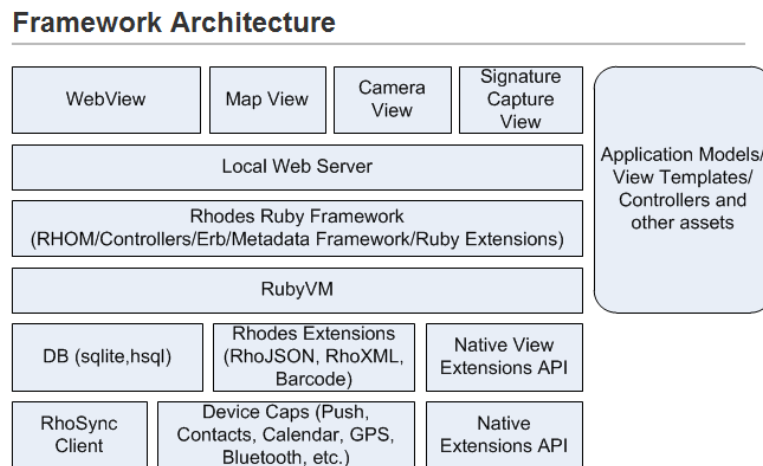 Framework Architecture
WebView
Map View
Camera
View
Signature
Capture
View
Application Models/
View Templates/
Controllers and
other assets
Local Web Server
Rhodes Ruby Framework
(RHOM/Controllers/Erb/Metadata Framework/Ruby Extensions)
RubyVM
DB (sqlite,hsql)
Rhodes Extensions
(RhoJSON, RhoXML,
Barcode)
Native View
Extensions API
RhoSync
Client
Device Caps (Push,
Contacts, Calendar, GPS,
Bluetooth, etc.)
Native
Extensions API